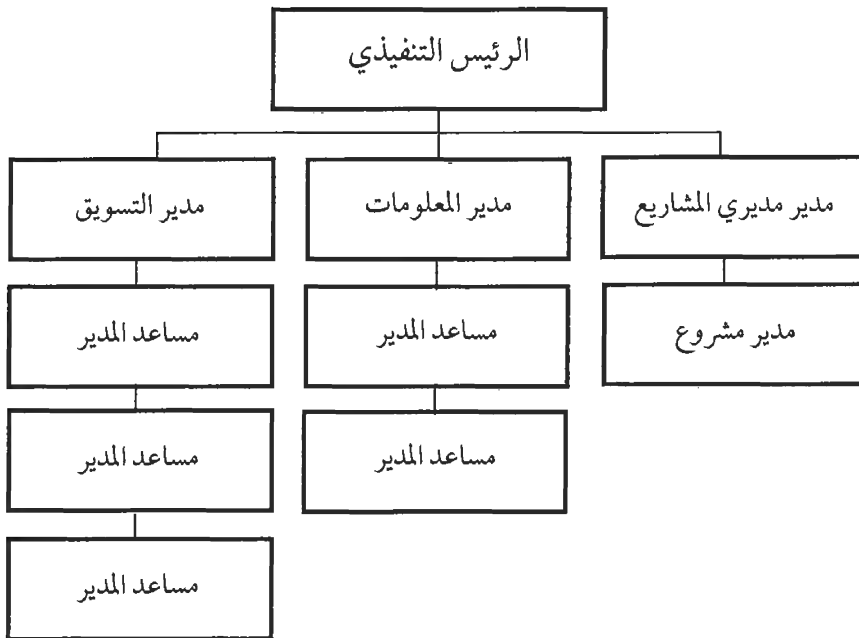 الرئيس التنفيذي
مدير مديري المشاريع
مدير المعلومات
مدير التسويق
مدير مشروع
مساعد المدير
مساعد المدير
مساعد المدير
مساعد المدير
مساعد المدير